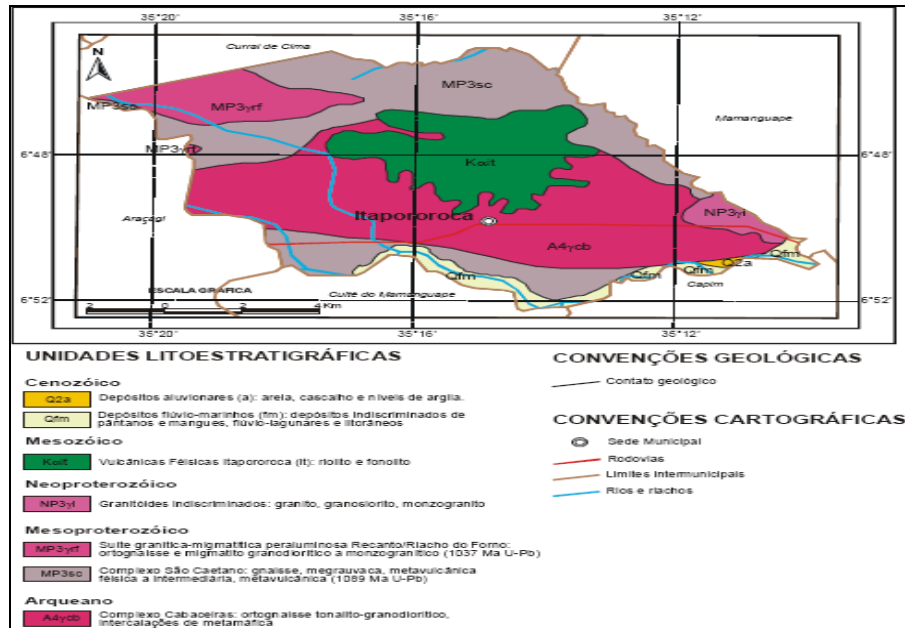 35°20' 35°16' 35°12'
Curral de Cima
N
MP3sc
MP3sc
MP3γrf
Mamanguape
6°48' 6°48'
MP3γrf
Kαit
Araçagi
Itapororoca
NP3γi
A4γcb
Qfm
Qfm
Qfm
Q2a
Qfm
Capim
ESCALA GRÁFICA
Cuité do Mamanguape
6°52' 6°52'
2 0 2 4 Km
35°20' 35°16' 35°12'
UNIDADES LITOESTRATIGRÁFICAS
Cenozóico
Q2a Depósitos aluvionares (a): areia, cascalho e níveis de argila.
Qfm Depósitos flúvio-marinhos (fm): depósitos indiscriminados de
pântanos e mangues, flúvio-lagunares e litorâneos
Mesozóico
Kαit Vulcânicas Félsicas Itapororoca (it): riolito e fonolito
Neoproterozóico
NP3γi Granitóides indiscriminados: granito, granodiorito, monzogranito
Mesoproterozóico
MP3γrf Suíte granítica-migmatítica peraluminosa Recanto/Riacho do Forno:
ortognaisse e migmatito granodiorítico a monzogranítico (1037 Ma U-Pb)
MP3sc Complexo São Caetano: gnaisse, megrauvaca, metavulcânica
félsica a intermediária, metavulcânica (1089 Ma U-Pb)
Arqueano
A4γcb Complexo Cabaceiras: ortognaisse tonalito-granodiorítico,
intercalações de metamáfica
CONVENÇÕES GEOLÓGICAS
Contato geológico
CONVENÇÕES CARTOGRÁFICAS
Sede Municipal
Rodovias
Limites Intermunicipais
Rios e riachos